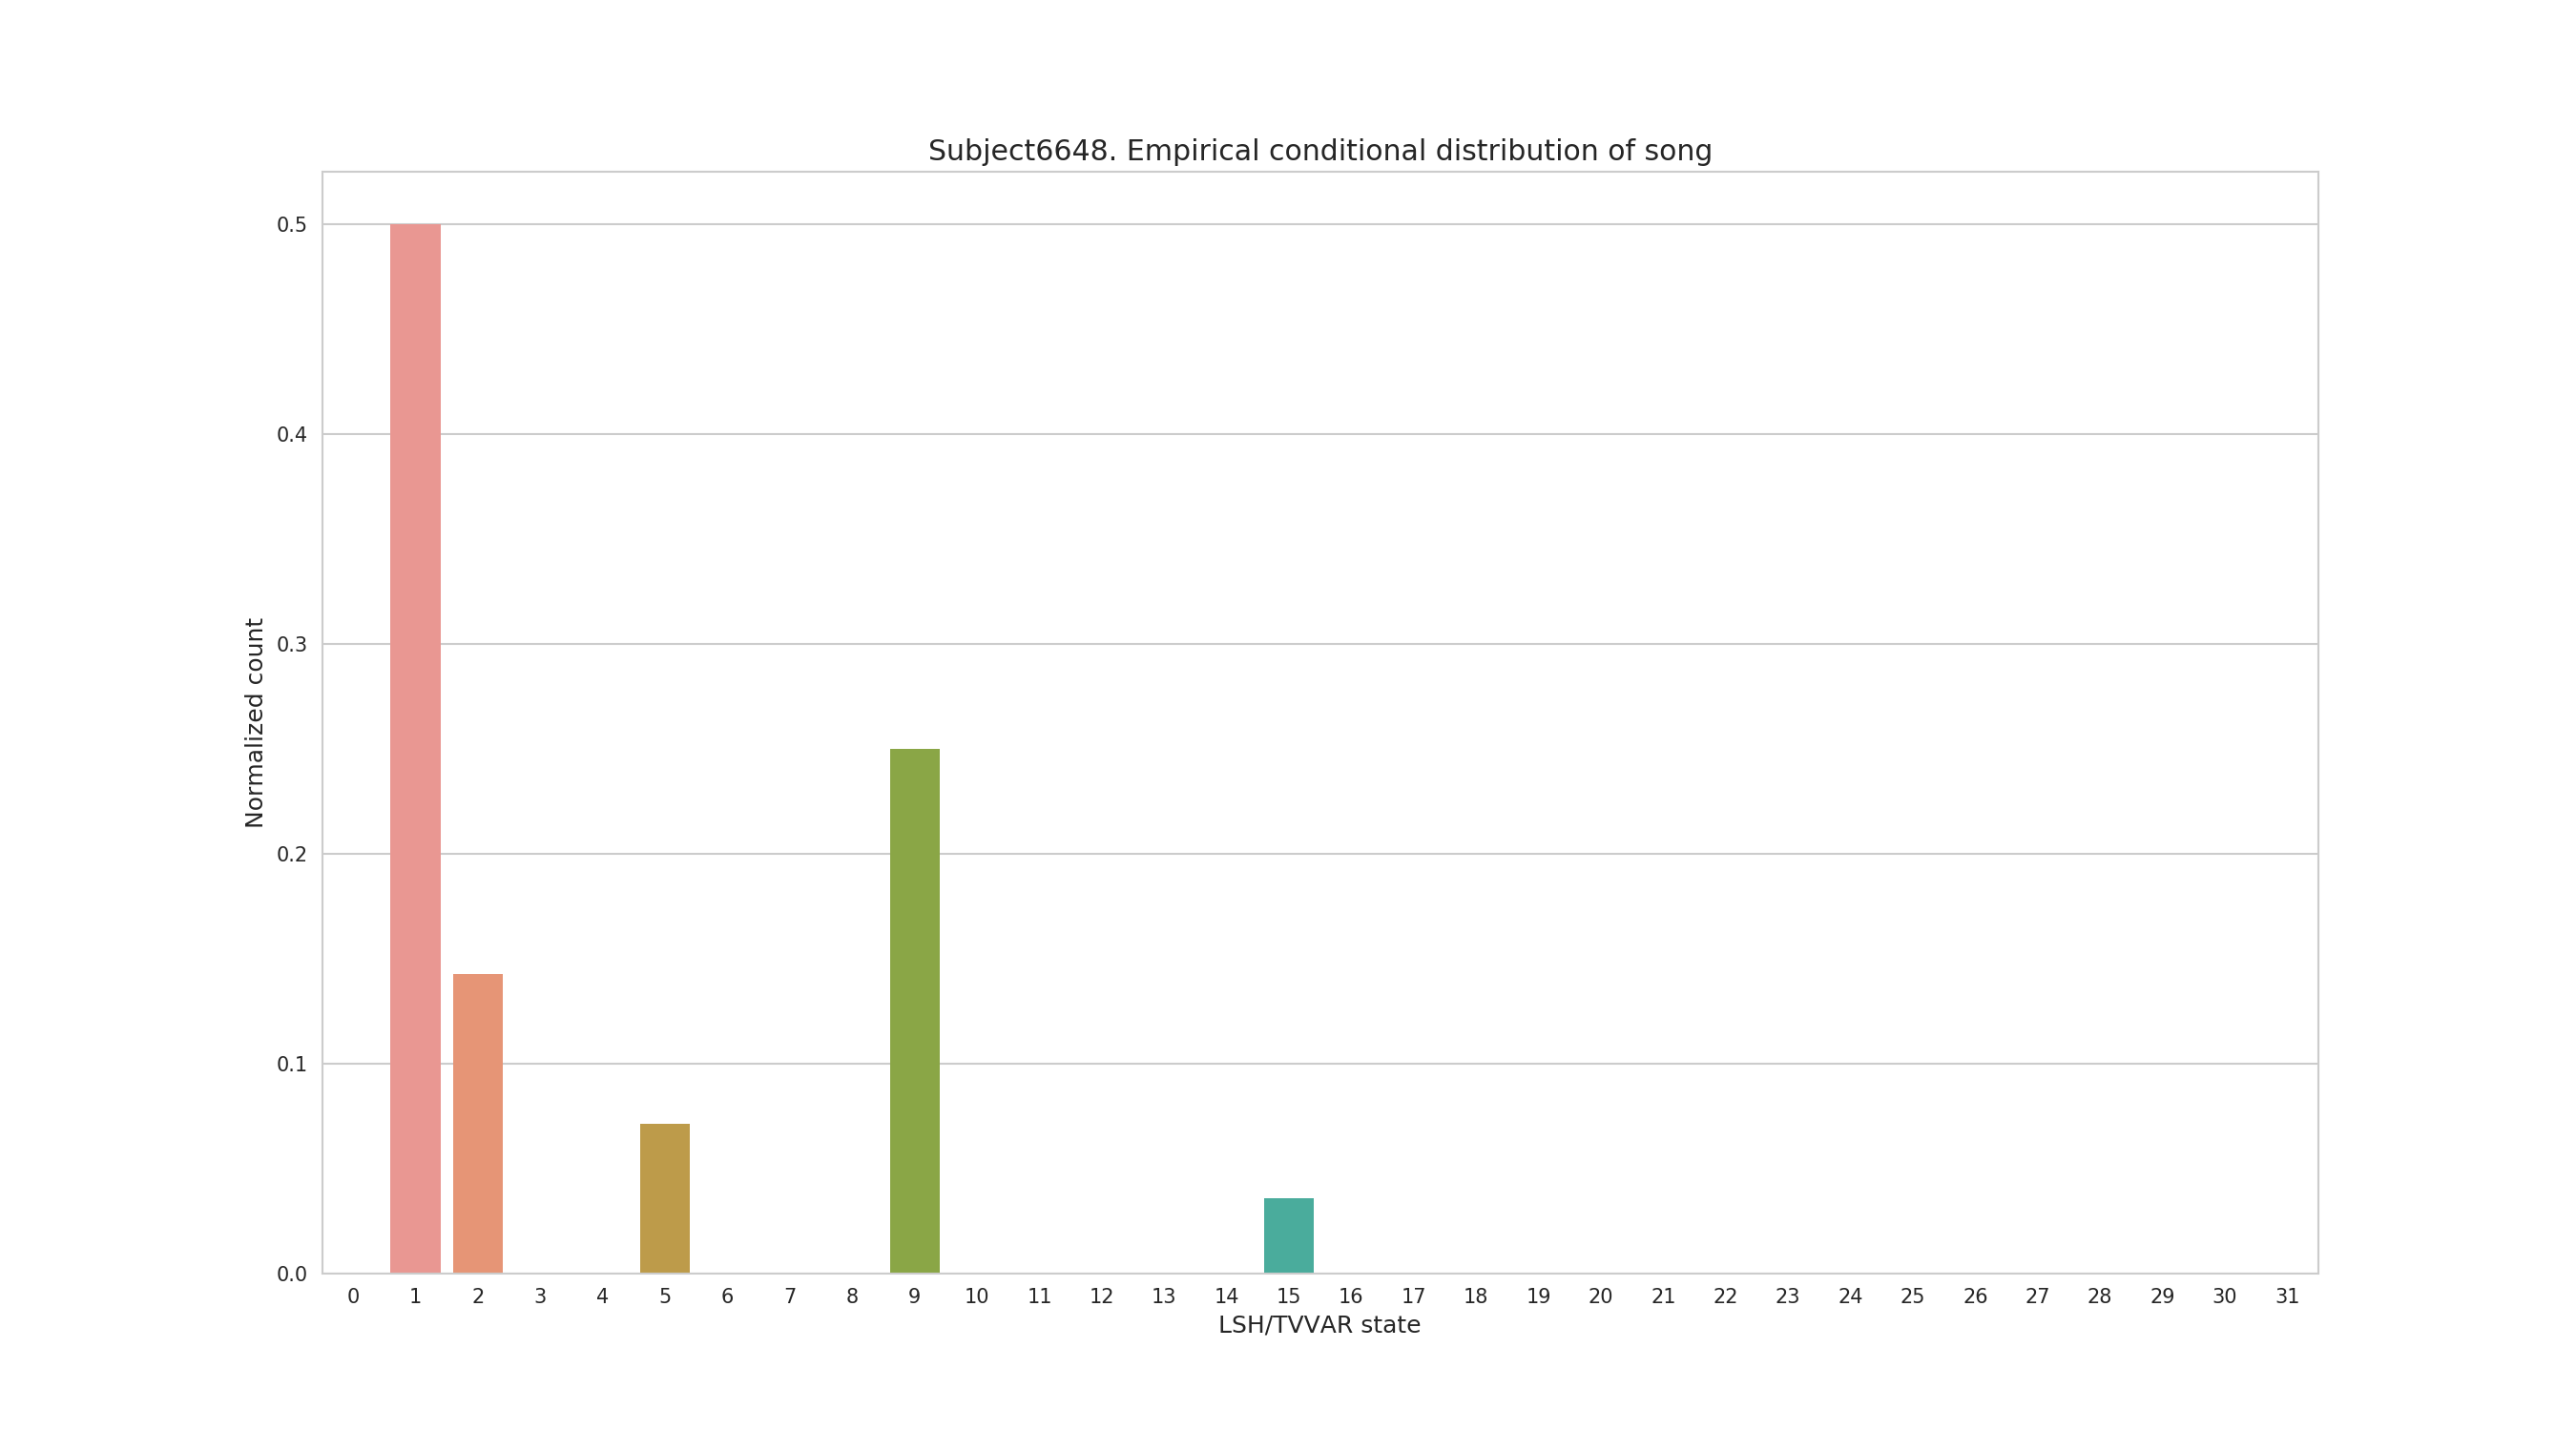 Subject6648. Empirical conditional distribution of song
0.5
0.4
0.3
0.2
0.1
0.0
Normalized count
0 1 2 3 4 5 6 7 8 9 10 11 12 13 14 15 16 17 18 19 20 21 22 23 24 25 26 27 28 29 30 31
LSH/TVVAR state